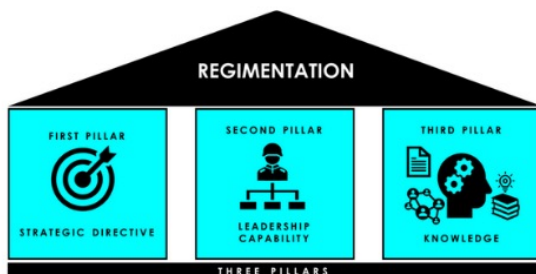 REGIMENTATION
FIRST PILLAR
STRATEGIC DIRECTIVE
SECOND PILLAR
LEADERSHIP
CAPABILITY
THIRD PILLAR
KNOWLEDGE
THREE PILLARS